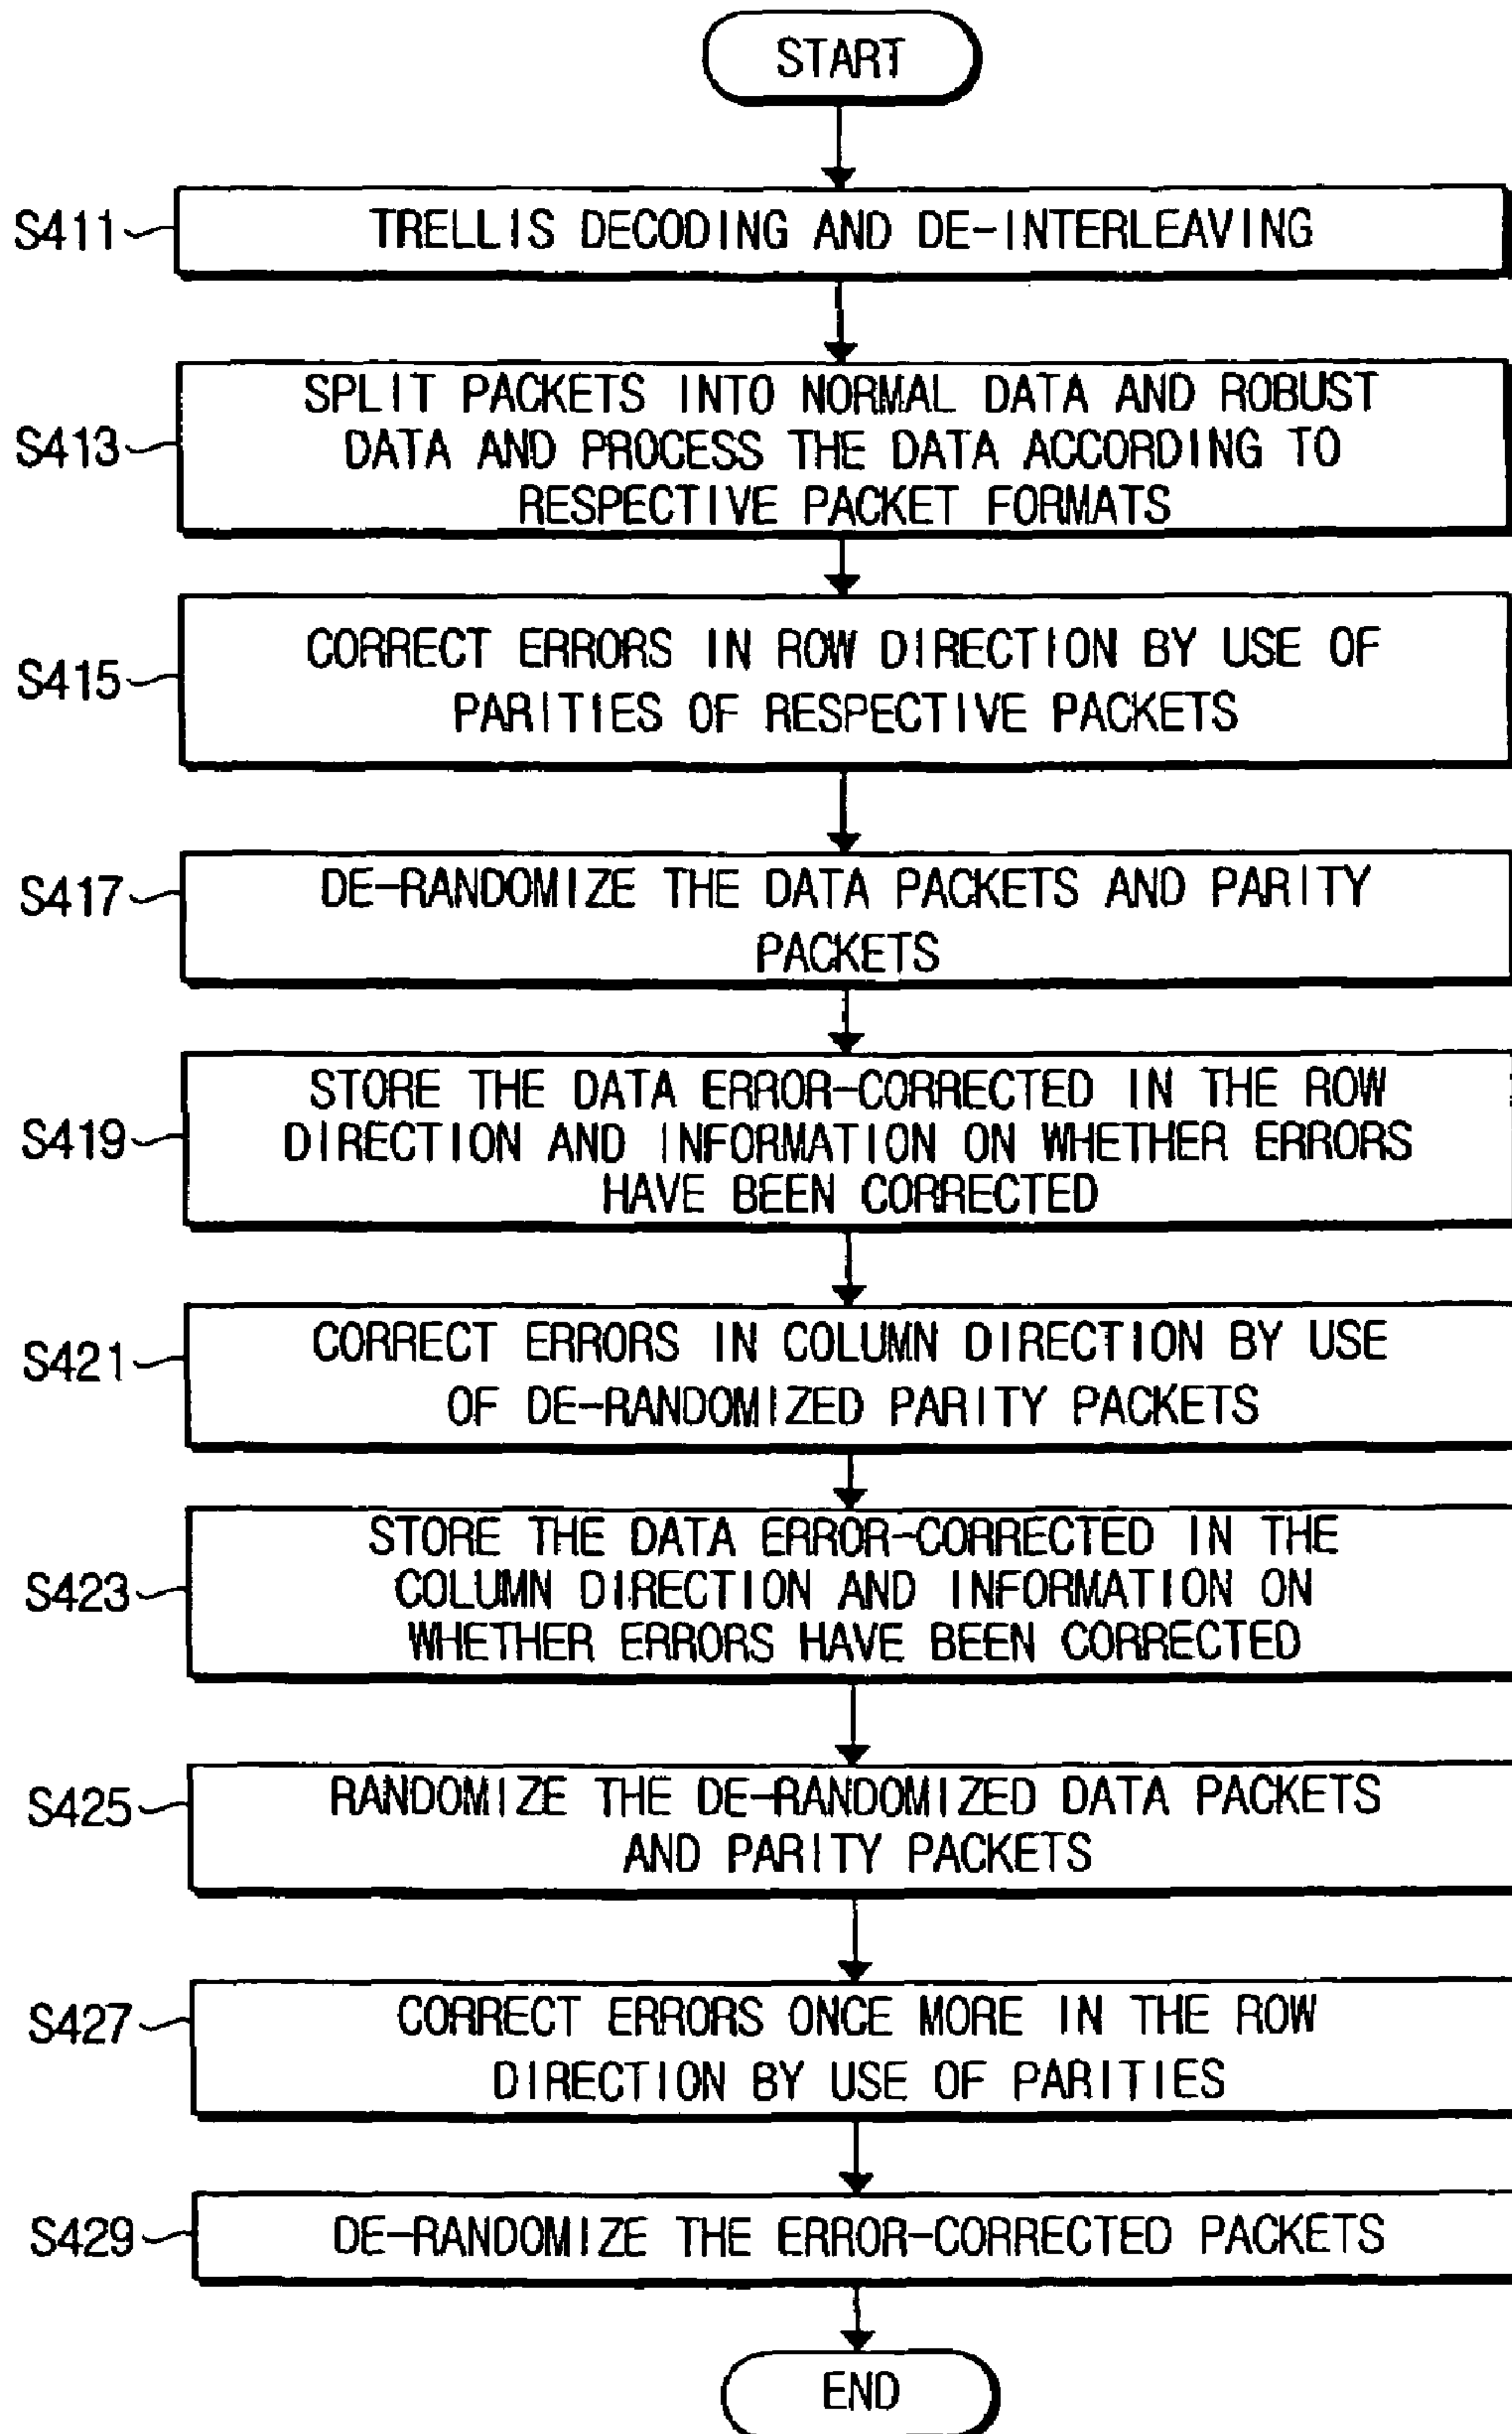 START
S411
TRELLIS DECODING AND DE-INTERLEAVING
S413
SPLIT PACKETS INTO NORMAL DATA AND ROBUST
DATA AND PROCESS THE DATA ACCORDING TO
RESPECTIVE PACKET FORMATS
S415
CORRECT ERRORS IN ROW DIRECTION BY USE OF
PARITIES OF RESPECTIVE PACKETS
S417
DE-RANDOMIZE THE DATA PACKETS AND PARITY
PACKETS
S419
STORE THE DATA ERROR-CORRECTED IN THE ROW
DIRECTION AND INFORMATION ON WHETHER ERRORS
HAVE BEEN CORRECTED
S421
CORRECT ERRORS IN COLUMN DIRECTION BY USE
OF DE-RANDOMIZED PARITY PACKETS
S423
STORE THE DATA ERROR-CORRECTED IN THE
COLUMN DIRECTION AND INFORMATION ON
WHETHER ERRORS HAVE BEEN CORRECTED
S425
RANDOMIZE THE DE-RANDOMIZED DATA PACKETS
AND PARITY PACKETS
S427
CORRECT ERRORS ONCE MORE IN THE ROW
DIRECTION BY USE OF PARITIES
S429
DE-RANDOMIZE THE ERROR-CORRECTED PACKETS
END